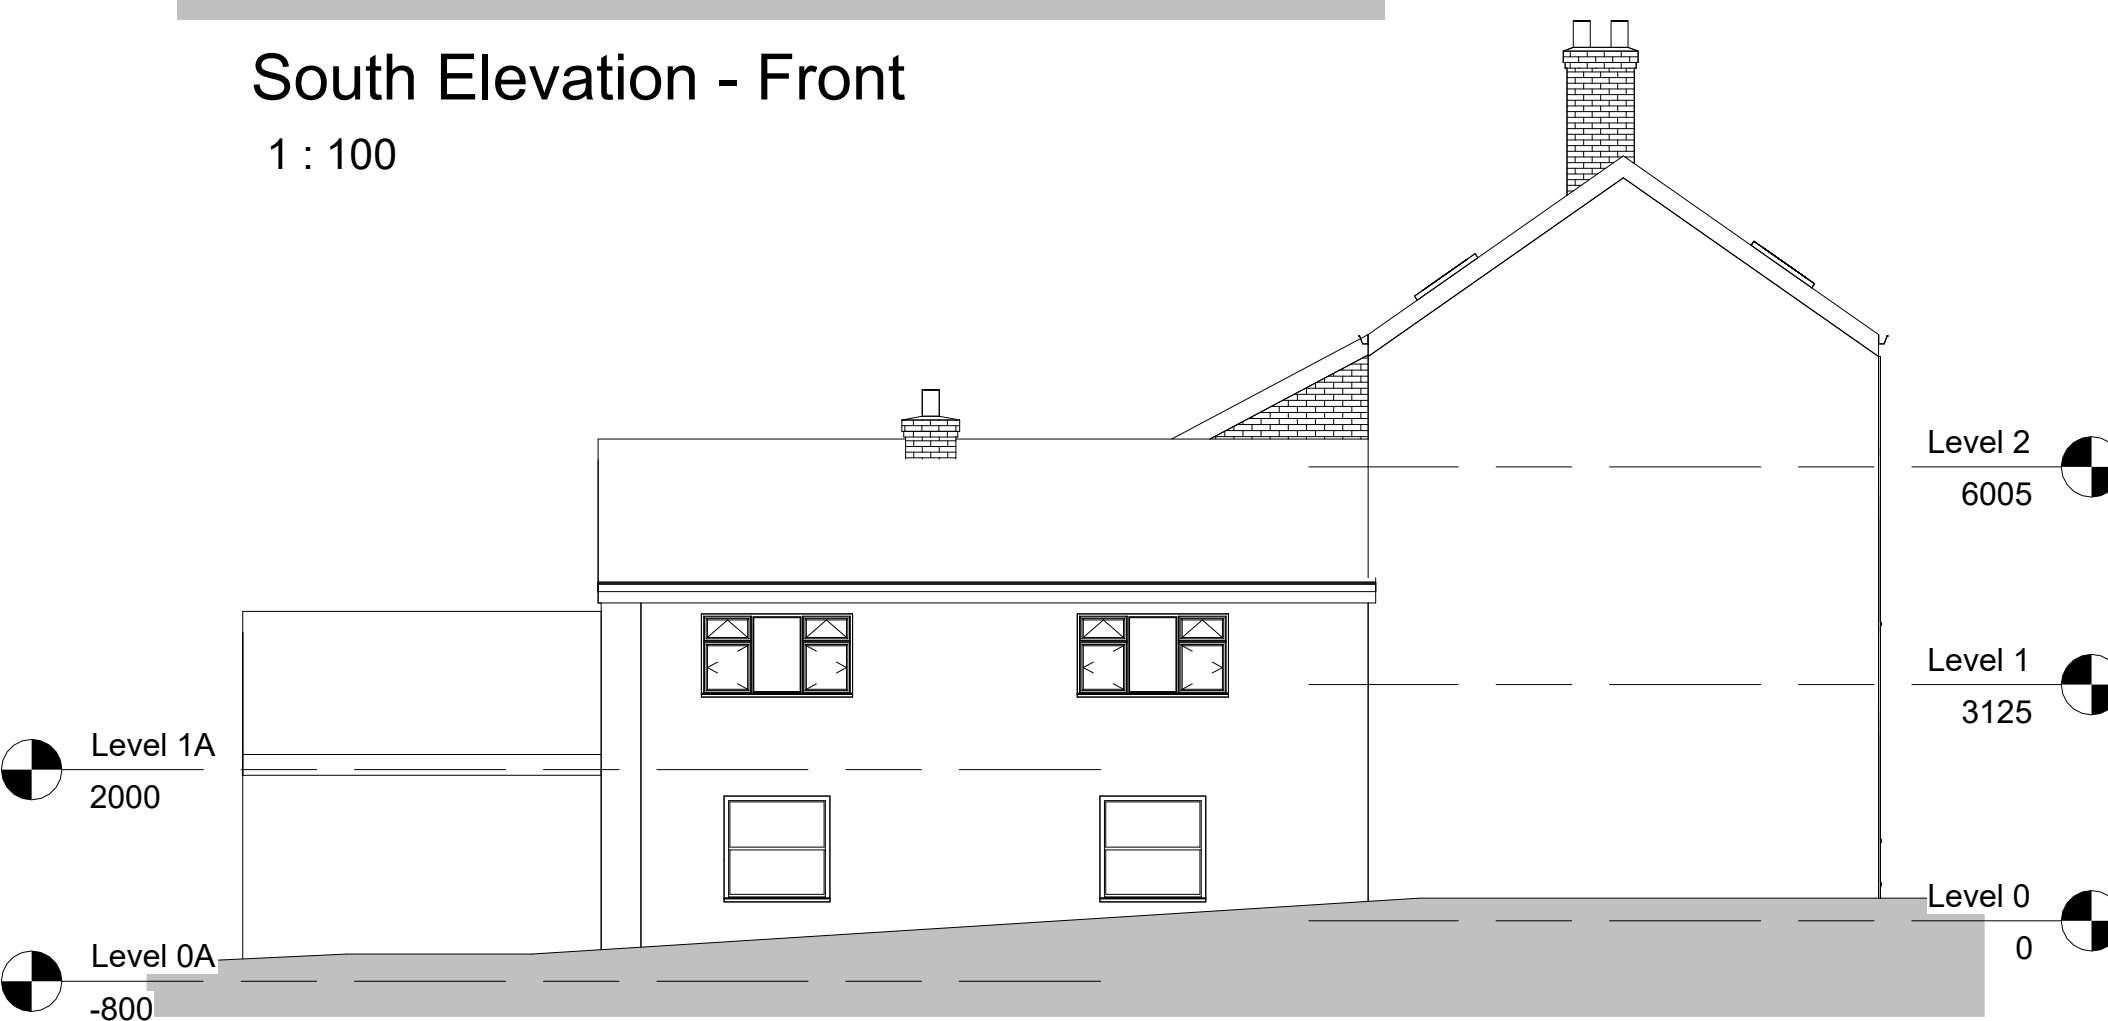 South Elevation - Front
1 : 100
Level 2
6005
Level 1
3125
Level 1A
2000
Level 0
0
Level 0A
-800